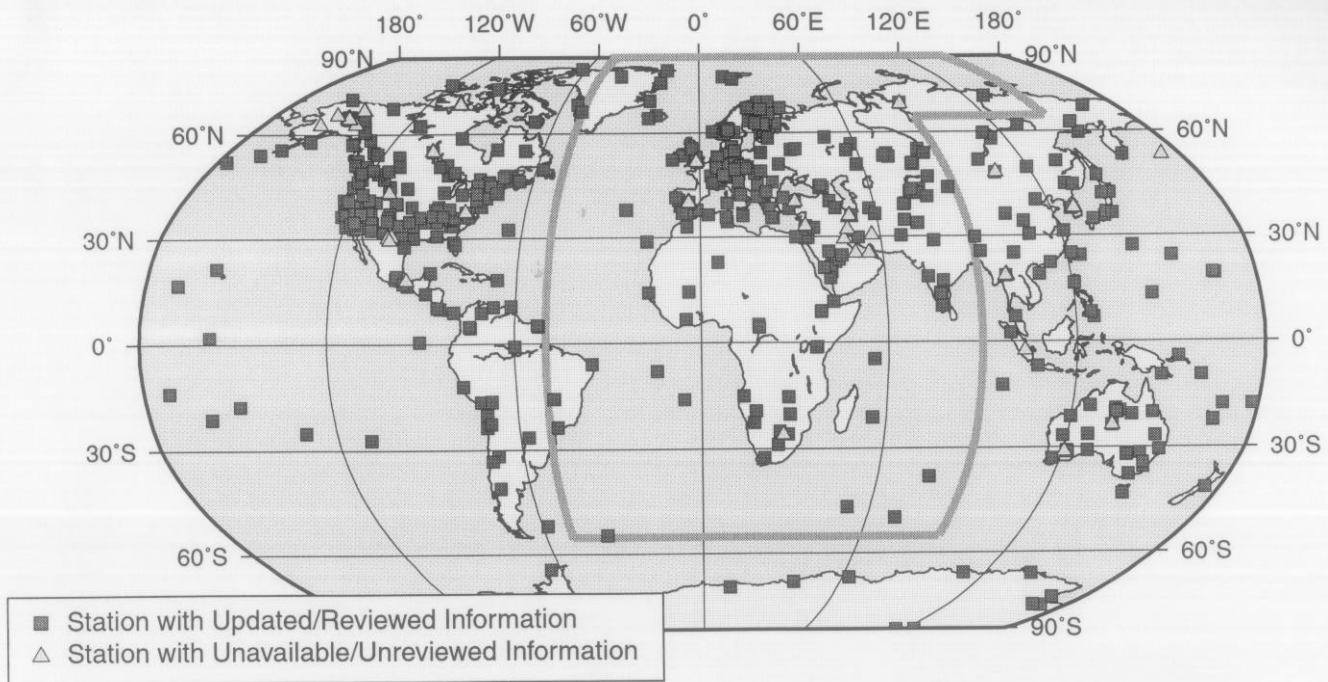 180˚ 120˚W 60˚W 0˚ 60˚E 120˚E 180˚
90˚N 90˚N
60˚N 60˚N
30˚N 30˚N
0˚ 0˚
30˚S 30˚S
60˚S 60˚S
90˚S
Station with Updated/Reviewed Information
Station with Unavailable/Unreviewed Information